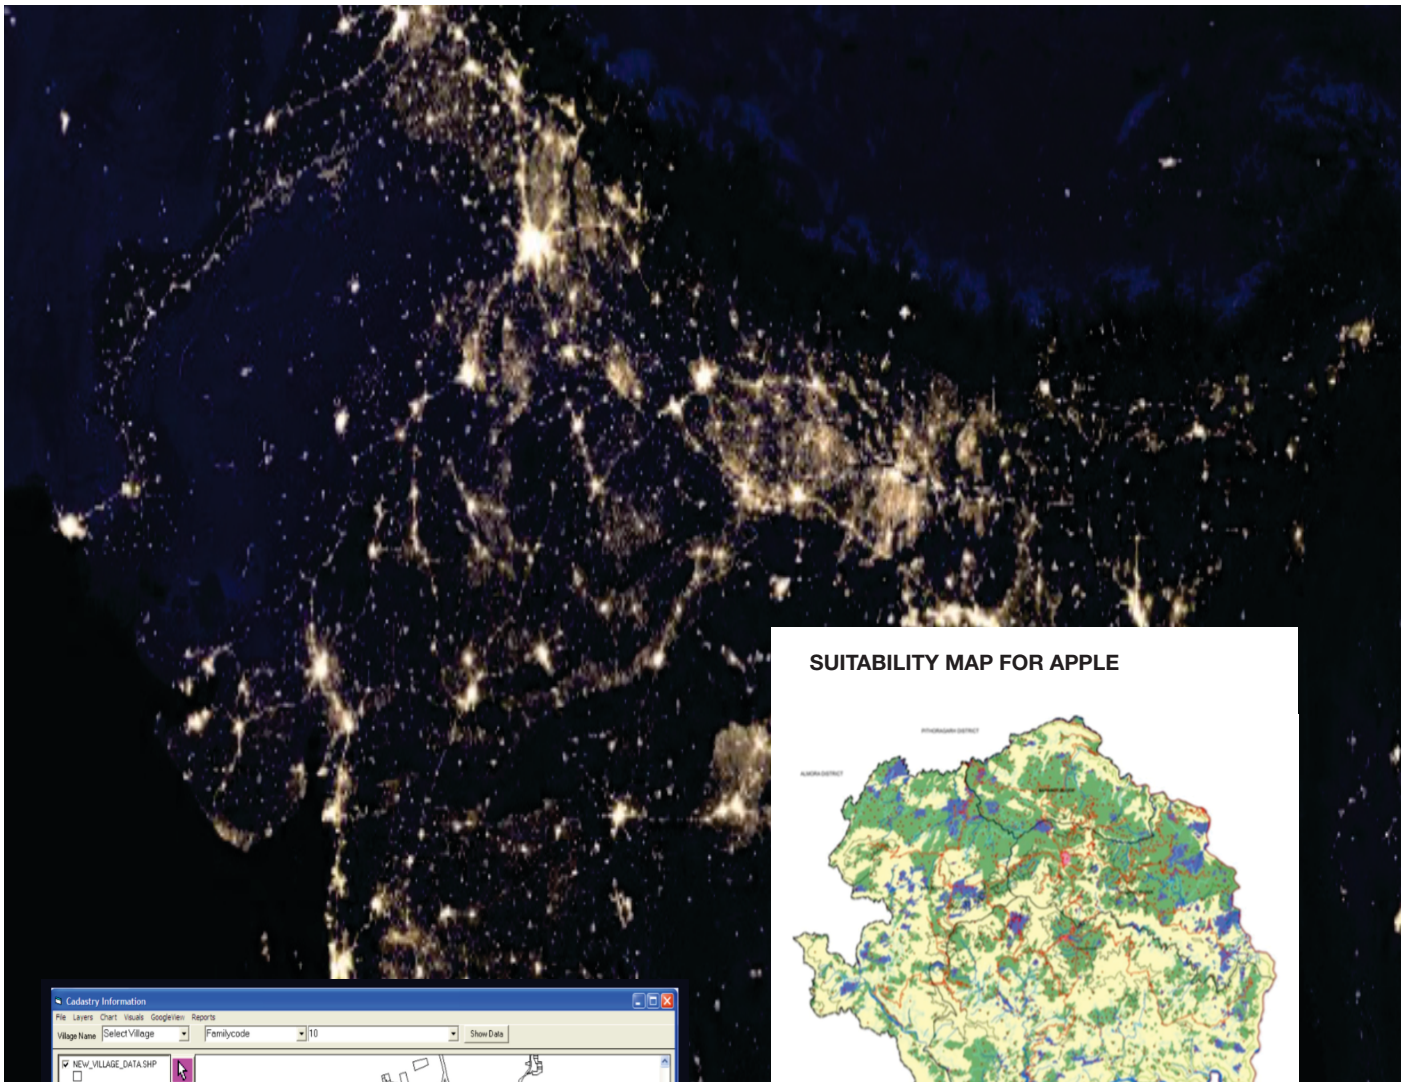 SUITABILITY MAP FOR APPLE
PITHORAGARH DISTRICT
ALMORA DISTRICT
Cadastry Information
File Layers Chart Visuals GoogleView Reports
Village Name Select Village Familycode 10 Show Data
NEW_VILLAGE_DATA.SHP